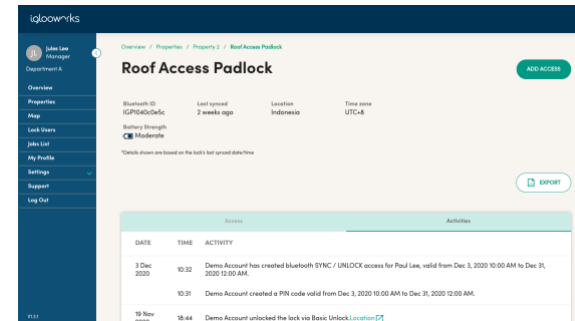 iglooworks
JL
Jules Lee
Manager
Department A
Overview
Properties
Map
Lock Users
Jobs List
My Profile
Settings
Support
Log Out
V1.1.1
Overview / Properties / Property 2 / Roof Access Padlock
Roof Access Padlock
ADD ACCESS
Bluetooth ID Last synced Location Time zone
IGP1040c0e5c 2 weeks ago Indonesia UTC+8
Battery Strength
Moderate
*Details shown are based on the lock's last synced date/time
EXPORT
Access Activities
DATE TIME ACTIVITY
3 Dec 2020 10:32 Demo Account has created bluetooth SYNC / UNLOCK access for Paul Lee, valid from Dec 3, 2020 10:00 AM to Dec 31,
2020 12:00 AM.
10:31 Demo Account created a PIN code valid from Dec 3, 2020 10:00 AM to Dec 31, 2020 12:00 AM.
19 Nov 2020 18:44 Demo Account unlocked the lock via Basic Unlock.Location